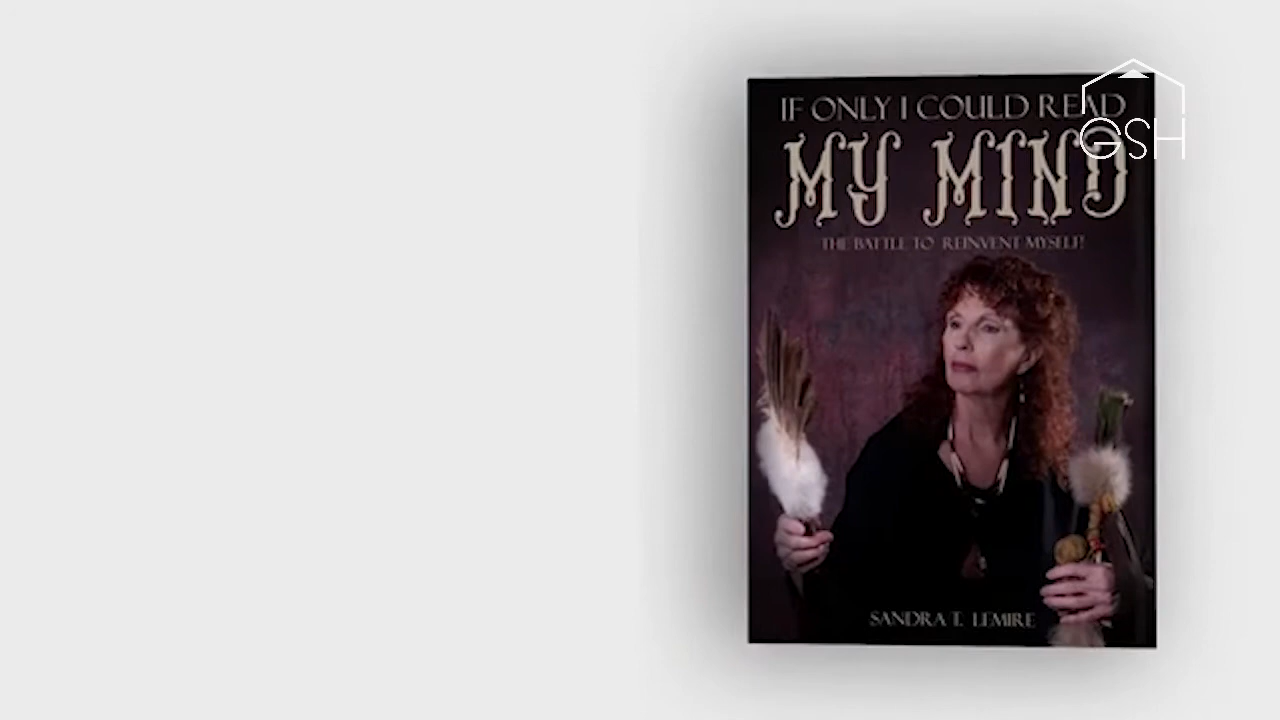 IF ONLY I COULD READ
MY MIND
THE BATTLE TO REINVENT MYSELF!
SANDRA T. LEMIRE
GSH